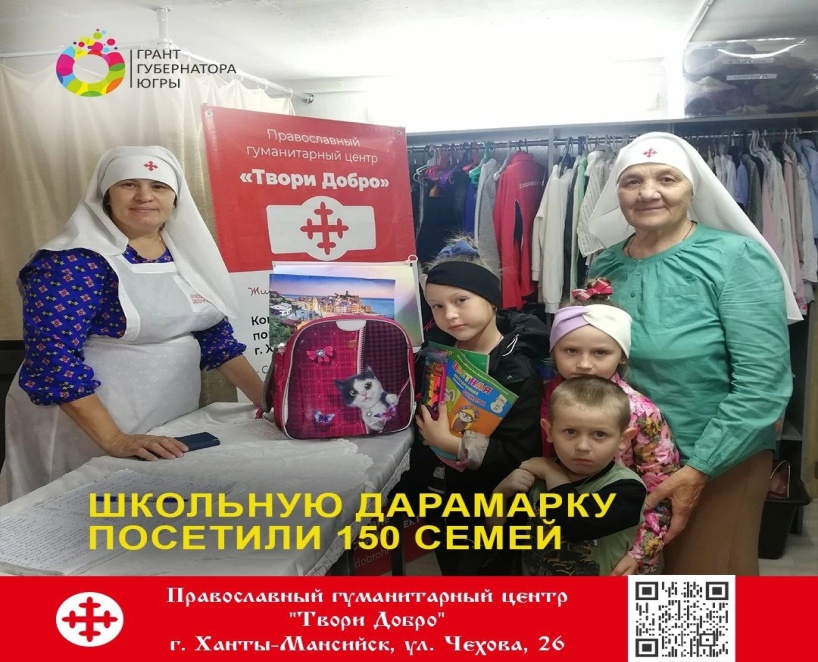 ГРАНТ
ГУБЕРНАТОРА
ЮГРЫ
Православный
гуманитарный центр
«Твори Добро»
ШКОЛЬНУЮ ДАРАМАРКУ
ПОСЕТИЛИ 150 СЕМЕЙ
Православный гуманитарный центр
"Твори Добро"
г. Ханты-Мансийск, ул. Чехова, 26